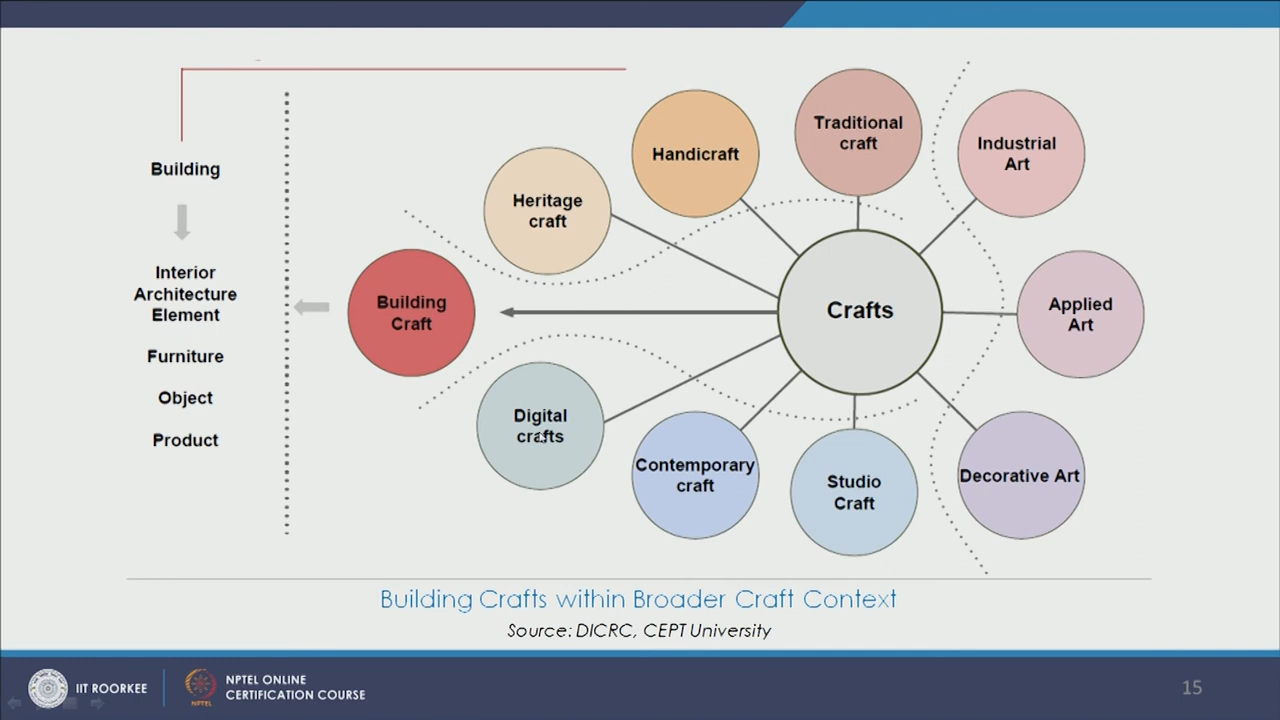 Building
Interior
Architecture
Element
Furniture
Object
Product
Building
Craft
Heritage
craft
Handicraft
Traditional
craft
Industrial
Art
Crafts
Applied
Art
Digital
crafts
Contemporary
craft
Studio
Craft
Decorative Art
Building Crafts within Broader Craft Context
Source: DICRC, CEPT University
IIT ROORKEE
NPTEL
NPTEL ONLINE
CERTIFICATION COURSE
15